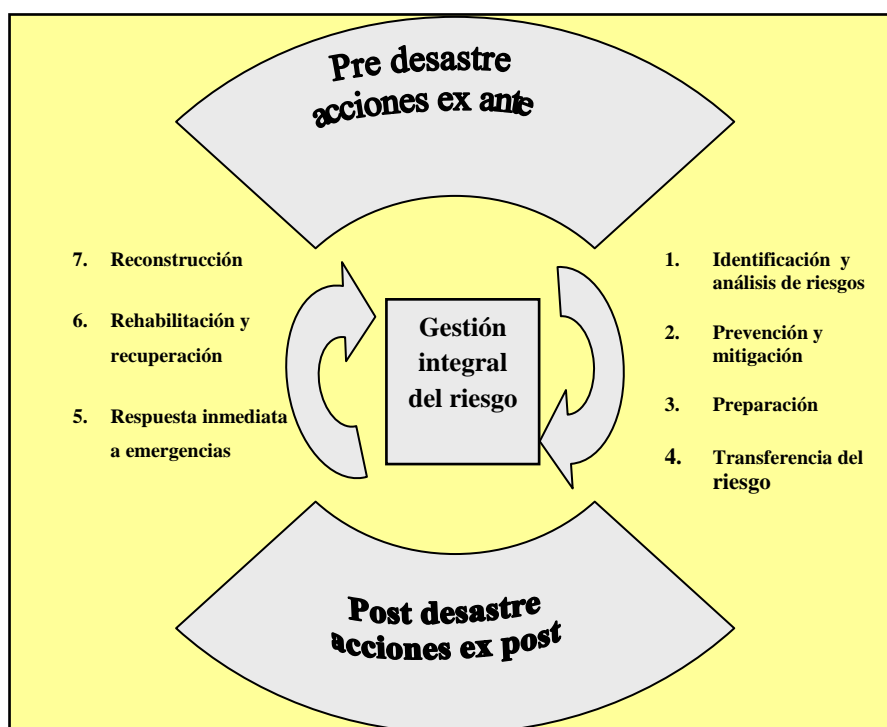 Pre desastre
acciones ex ante
7. Reconstrucción
6. Rehabilitación y
recuperación
5. Respuesta inmediata
a emergencias
Gestión
integral
del riesgo
1. Identificación y
análisis de riesgos
2. Prevención y
mitigación
3. Preparación
4. Transferencia del
riesgo
Post desastre
acciones ex post